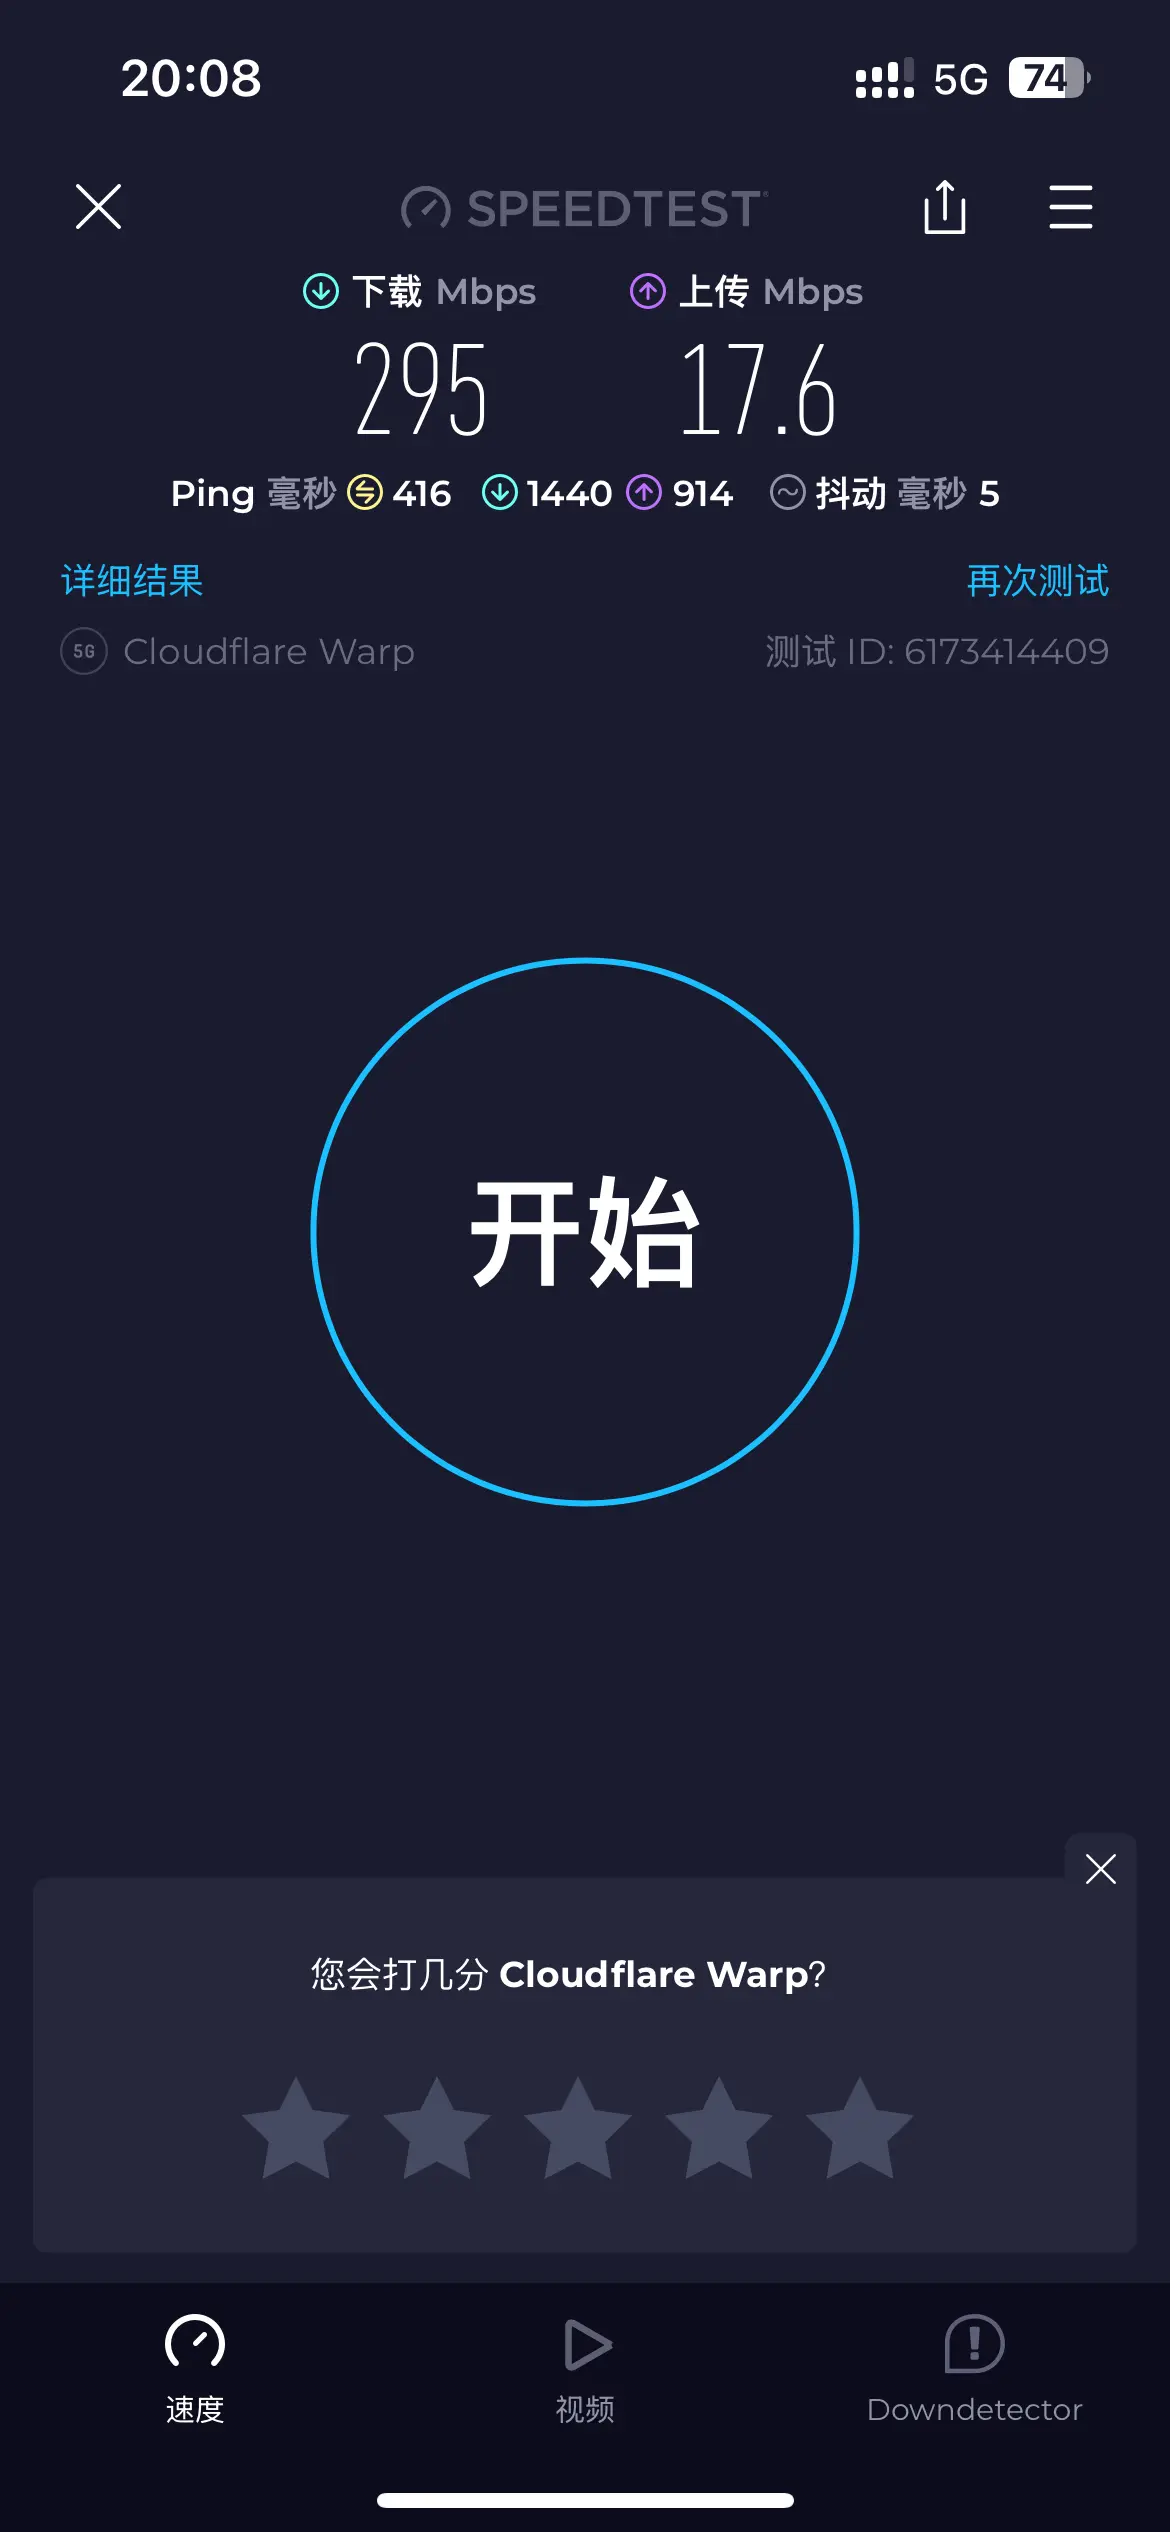 20:08 5G 74
SPEEDTEST
下载 Mbps 上传 Mbps
295 17.6
Ping 毫秒 416 1440 914 抖动 毫秒 5
详细结果 再次测试
5G Cloudflare Warp 测试 ID: 6173414409
开始
您会打几分 Cloudflare Warp?
速度 视频 Downdetector